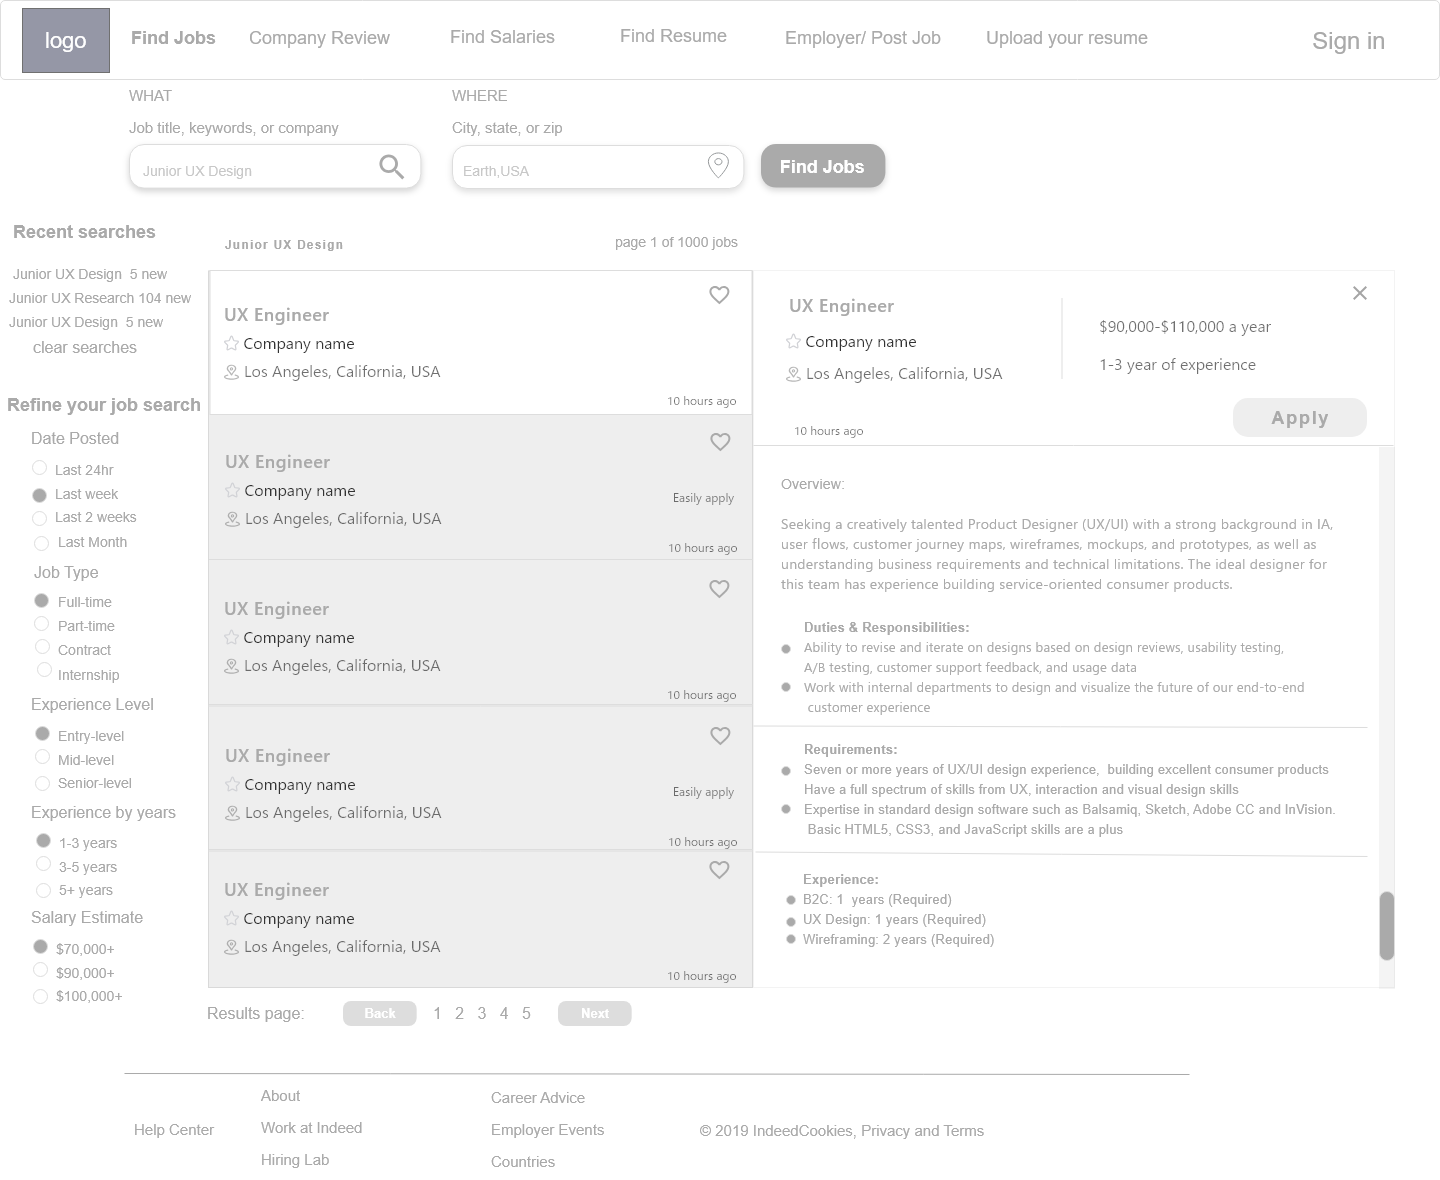 logo
Find Jobs
Company Review
Find Salaries
Find Resume
Employer/ Post Job
Upload your resume
Sign in
WHAT
WHERE
Job title, keywords, or company
City, state, or zip
Junior UX Design
Earth,USA
Find Jobs
Recent searches
Junior UX Design  5 new
Junior UX Research 104 new
Junior UX Design  5 new
clear searches
Refine your job search
Date Posted
Last 24hr
Last week
Last 2 weeks
Last Month
Job Type
Full-time
Part-time
Contract
Internship
Experience Level
Entry-level
Mid-level
Senior-level
Experience by years
1-3 years
3-5 years
5+ years
Salary Estimate
$70,000+
$90,000+
$100,000+
Junior UX Design
page 1 of 1000 jobs
UX Engineer
Company name
Los Angeles, California, USA
10 hours ago
UX Engineer
Company name
Easily apply
Los Angeles, California, USA
10 hours ago
UX Engineer
Company name
Los Angeles, California, USA
10 hours ago
UX Engineer
Company name
Easily apply
Los Angeles, California, USA
10 hours ago
UX Engineer
Company name
Los Angeles, California, USA
10 hours ago
UX Engineer
Company name
Los Angeles, California, USA
10 hours ago
$90,000-$110,000 a year
1-3 year of experience
Apply
Overview:
Seeking a creatively talented Product Designer (UX/UI) with a strong background in IA,
user flows, customer journey maps, wireframes, mockups, and prototypes, as well as
understanding business requirements and technical limitations. The ideal designer for
this team has experience building service-oriented consumer products.
Duties & Responsibilities:
Ability to revise and iterate on designs based on design reviews, usability testing,
A/B testing, customer support feedback, and usage data
Work with internal departments to design and visualize the future of our end-to-end
customer experience
Requirements:
Seven or more years of UX/UI design experience,  building excellent consumer products
Have a full spectrum of skills from UX, interaction and visual design skills
Expertise in standard design software such as Balsamiq, Sketch, Adobe CC and InVision.
Basic HTML5, CSS3, and JavaScript skills are a plus
Experience:
B2C: 1  years (Required)
UX Design: 1 years (Required)
Wireframing: 2 years (Required)
Results page:
Back
1 2 3 4 5
Next
Help Center
About
Work at Indeed
Hiring Lab
Career Advice
Employer Events
Countries
© 2019 IndeedCookies, Privacy and Terms